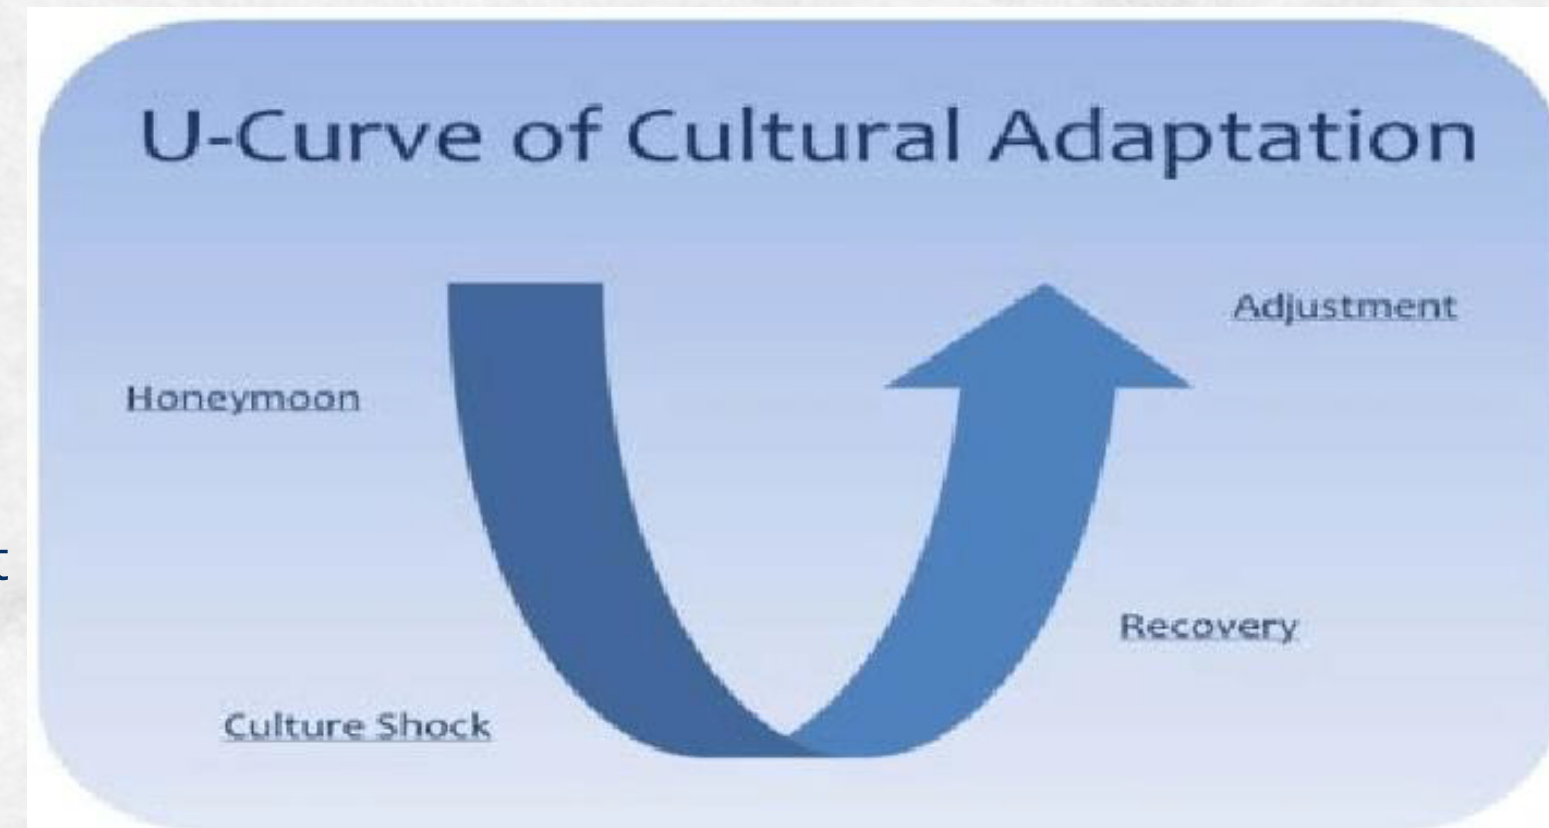 U-Curve of Cultural Adaptation
Adjustment
Honeymoon
Recovery
Culture Shock
t